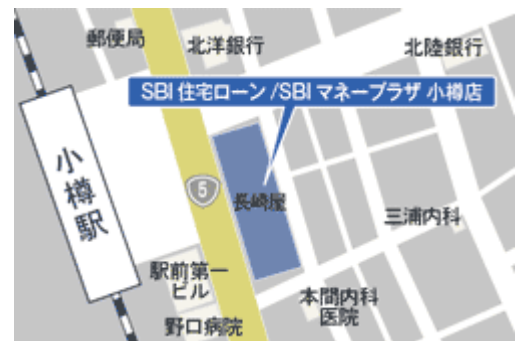 郵便局
北洋銀行
北陸銀行
SBI 住宅ローン /SBI マネープラザ 小樽店
小樽駅
5
長崎屋
三浦内科
駅前第一
ビル
本間内科
医院
野口病院